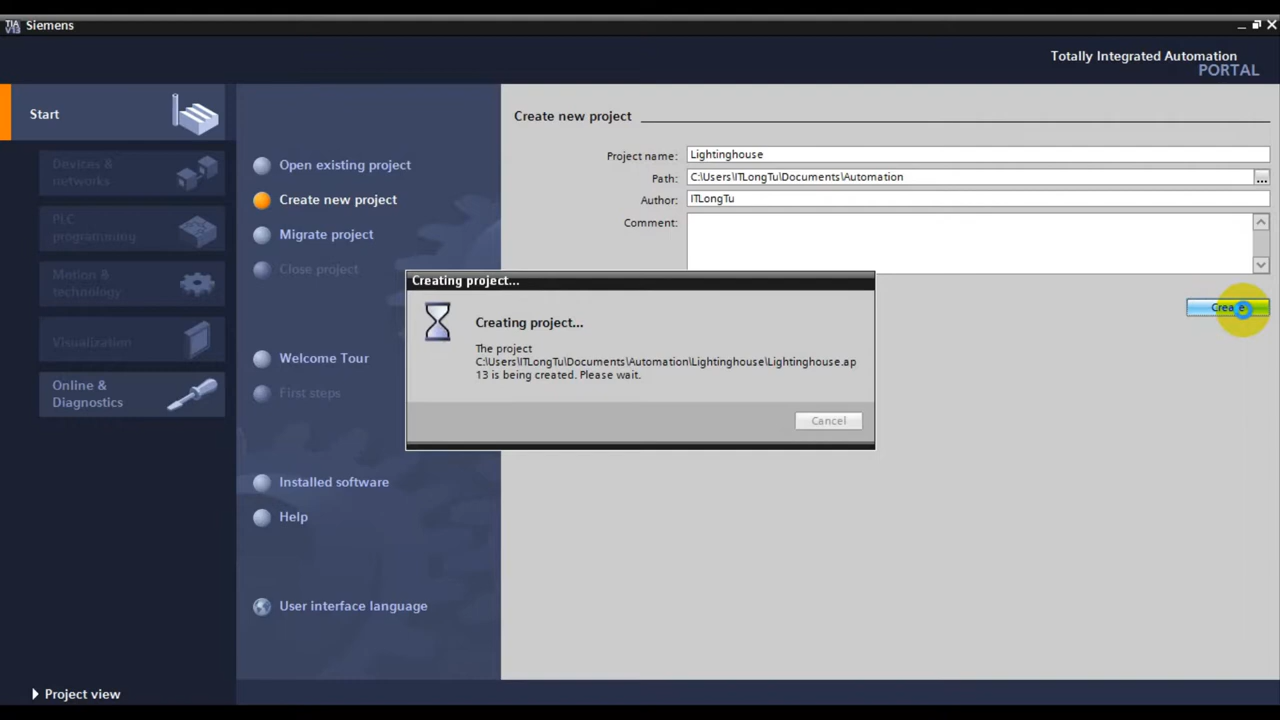 TIA
V13
Siemens
Totally Integrated Automation
PORTAL
Start
Devices &
networks
PLC
programming
Motion &
technology
Visualization
Online &
Diagnostics
Open existing project
Create new project
Migrate project
Close project
Welcome Tour
First steps
Installed software
Help
User interface language
Create new project
Project name: Lightinghouse
Path: C:\Users\ITLongTu\Documents\Automation ...
Author: ITLongTu
Comment:
Create
Creating project...
Creating project...
The project
C:\Users\ITLongTu\Documents\Automation\Lightinghouse\Lightinghouse.ap
13 is being created. Please wait.
Cancel
Project view